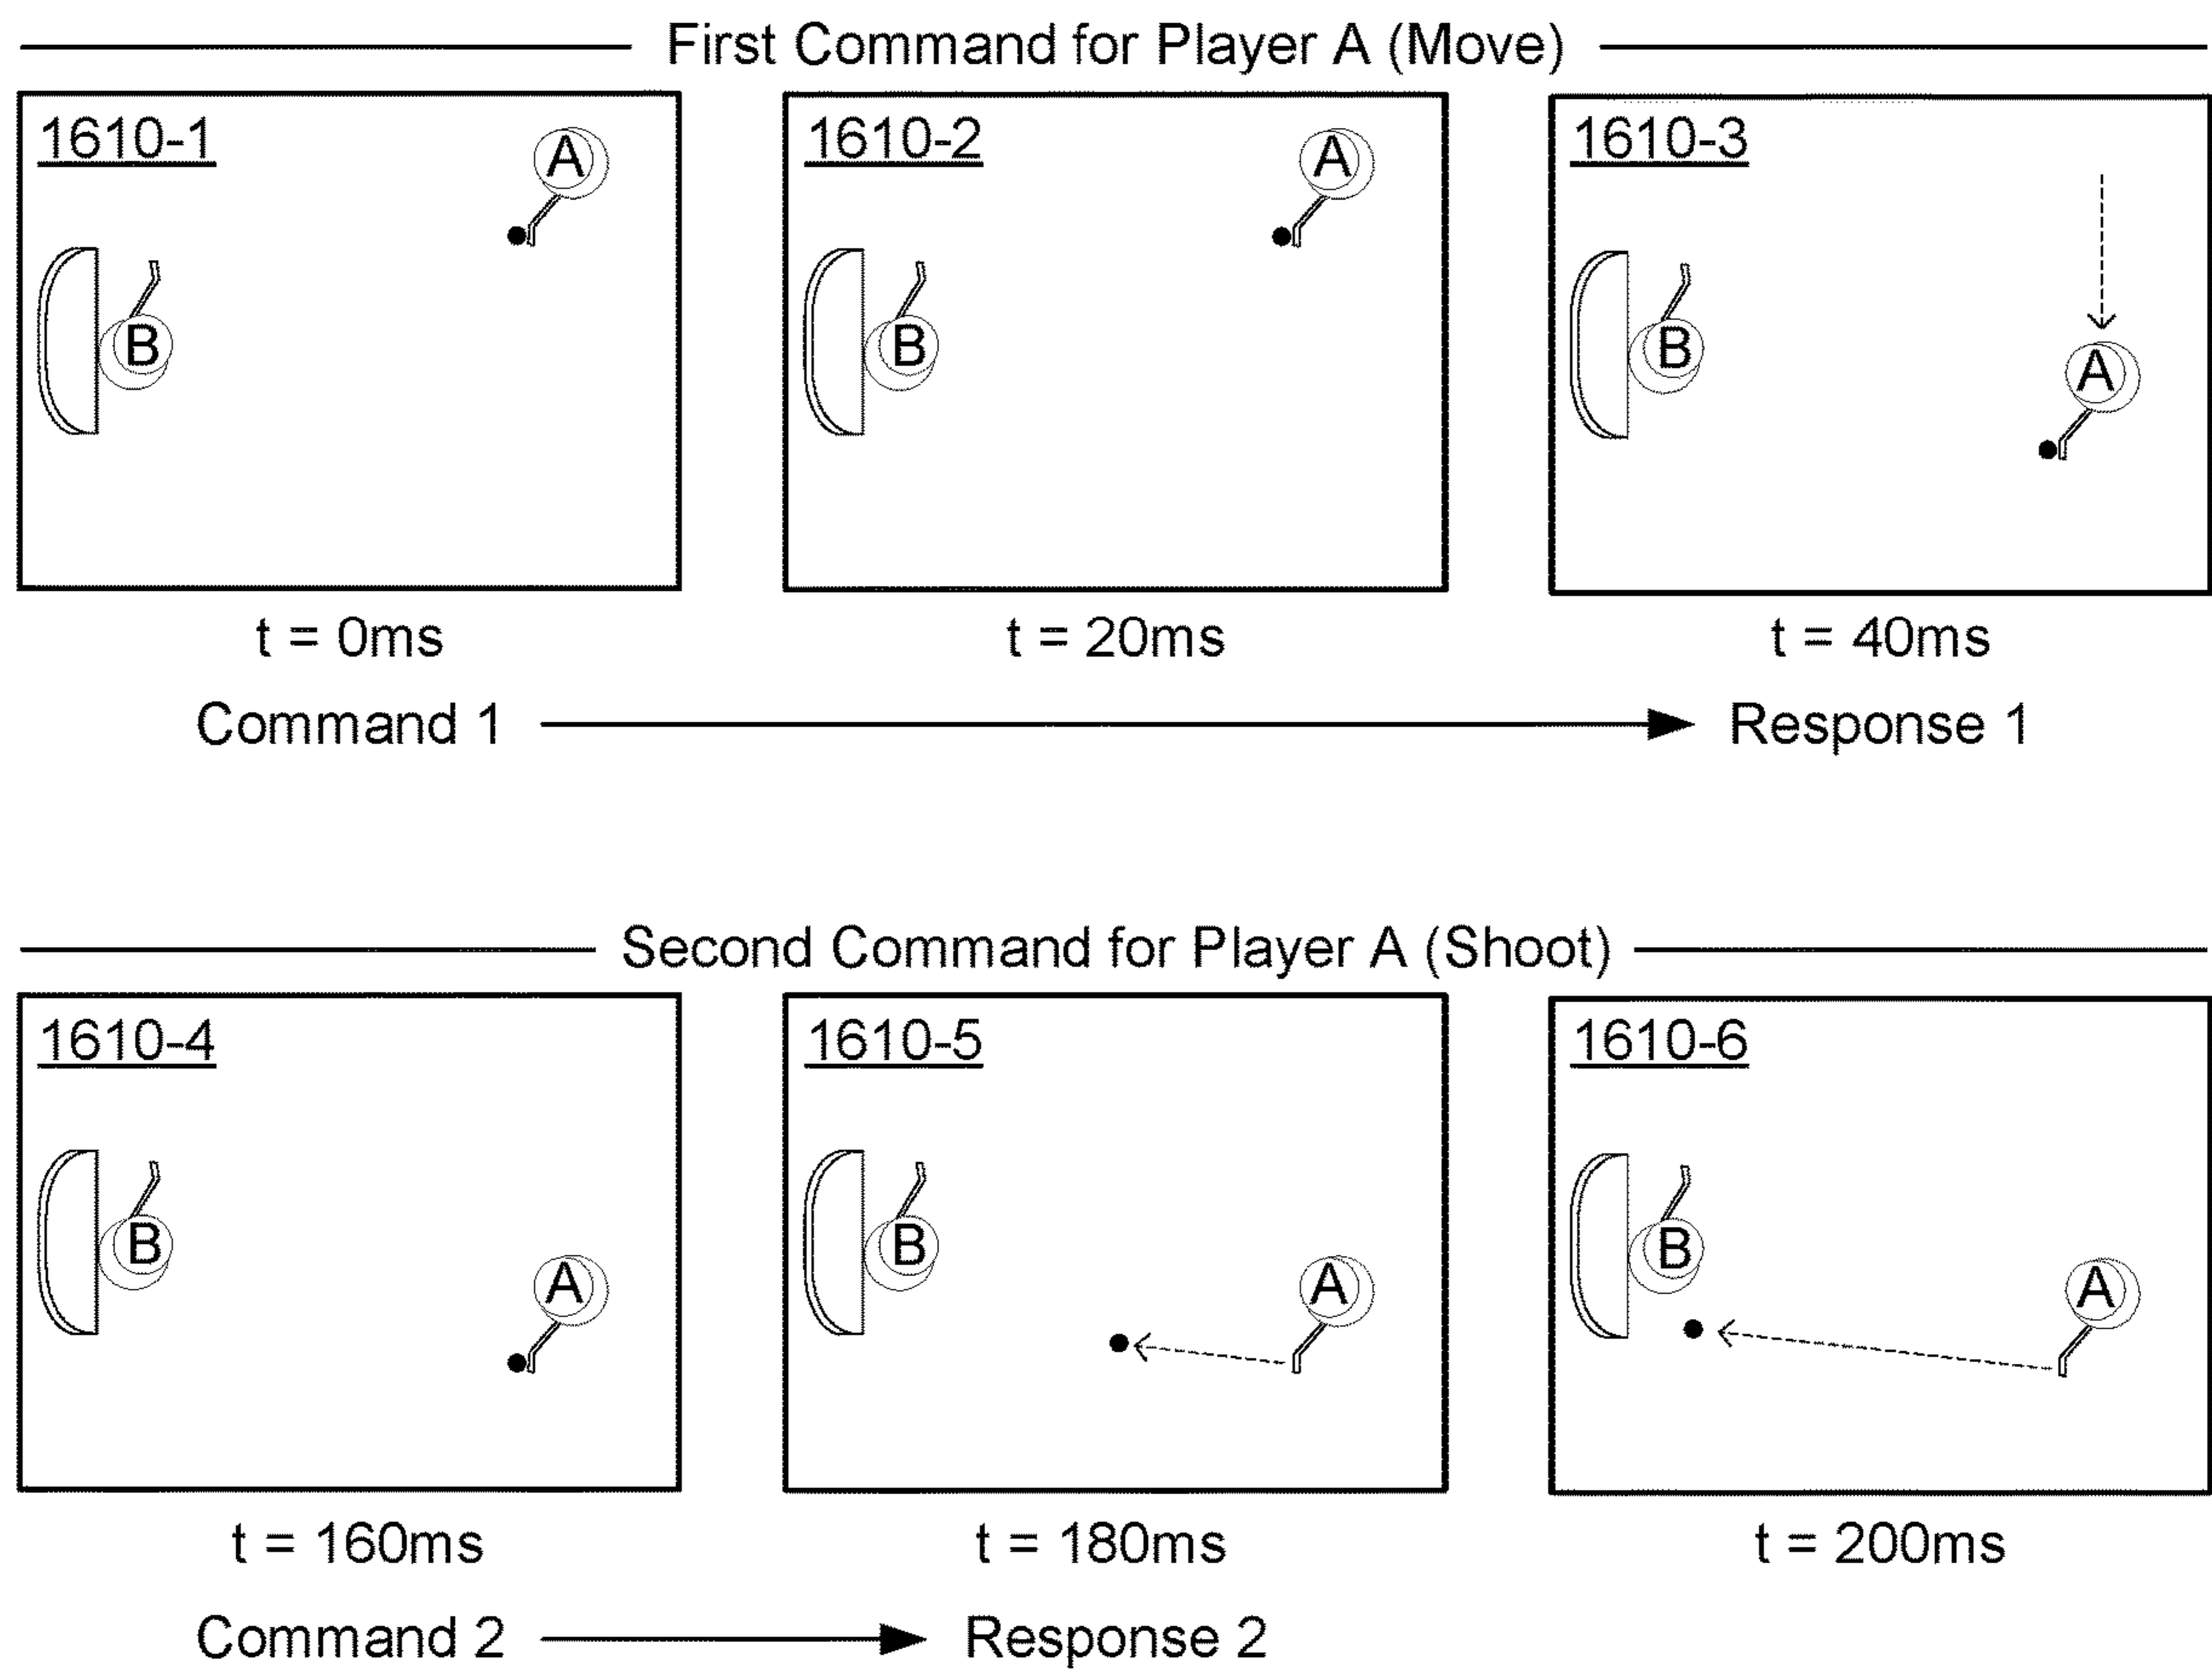 First Command for Player A (Move)
1610-1
A
B
1610-2
A
B
1610-3
A
B
t = 0ms
t = 20ms
t = 40ms
Command 1
Response 1
Second Command for Player A (Shoot)
1610-4
B
A
1610-5
B
A
1610-6
B
A
t = 160ms
t = 180ms
t = 200ms
Command 2
Response 2